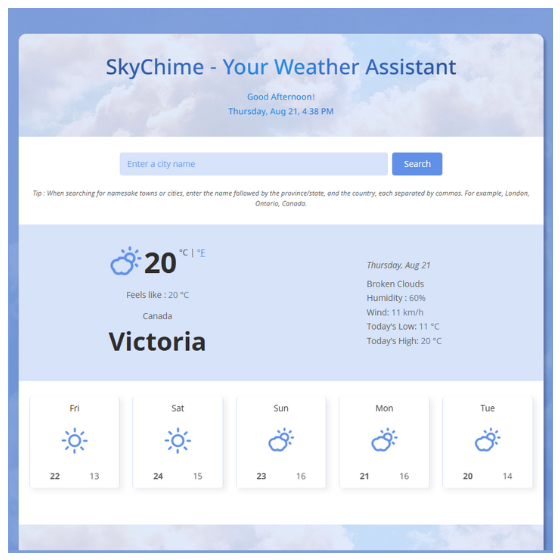 SkyChime - Your Weather Assistant
Good Afternoon!
Thursday, Aug 21, 4:38 PM
Enter a city name
Search
Tip : When searching for namesake towns or cities, enter the name followed by the province/state, and the country, each separated by commas. For example, London,
Ontario, Canada.
20 °C | °F
Feels like : 20 °C
Canada
Victoria
Thursday, Aug 21
Broken Clouds
Humidity : 60%
Wind: 11 km/h
Today's Low: 11 °C
Today's High: 20 °C
Fri
22 13
Sat
24 15
Sun
23 16
Mon
21 16
Tue
20 14